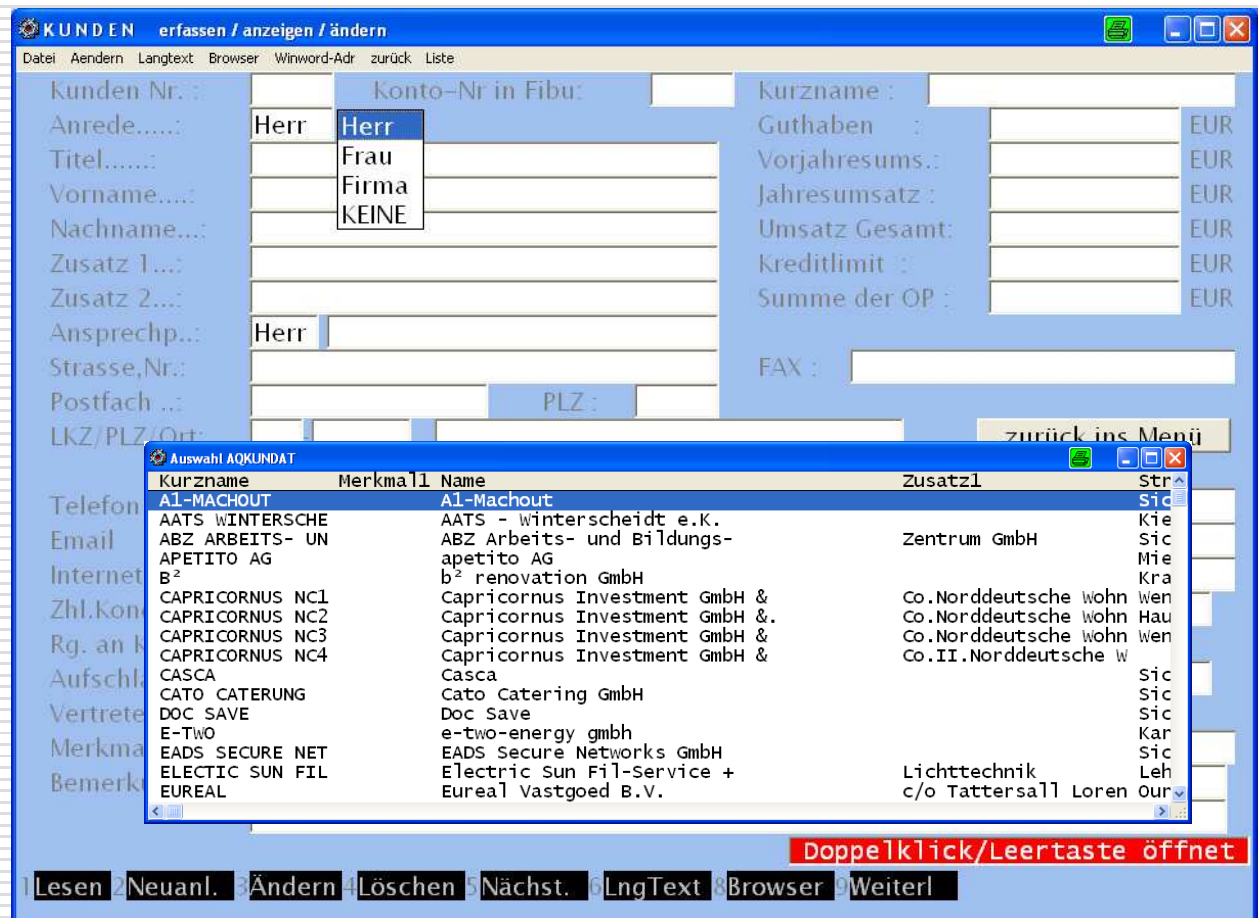 KUNDEN erfassen / anzeigen / ändern
Datei Aendern Langtext Browser Winword-Adr zurück Liste
Kunden Nr. : Konto-Nr in Fibu: Kurzname :
Anrede.....: Herr Herr Guthaben : EUR
Titel......: Frau Vorjahresums.: EUR
Vorname....: Firma Jahresumsatz : EUR
Nachname...: KEINE Umsatz Gesamt: EUR
Zusatz 1...: Kreditlimit : EUR
Zusatz 2...: Summe der OP : EUR
Ansprechp..: Herr
Strasse,Nr.: FAX :
Postfach ..: PLZ :
LKZ/PLZ/Ort: - zurück ins Menü
Auswahl AQKUNDAT
Kurzname Merkmal1 Name Zusatz1 Str
A1-MACHOUT A1-Machout Sic
Telefon
AATS WINTERSCHE AATS - Winterscheidt e.K. Kie
Email
ABZ ARBEITS- UN ABZ Arbeits- und Bildungs- Zentrum GmbH Sic
APETITO AG apetito AG Mie
Internet
B² b² renovation GmbH Kra
CAPRICORNUS NC1 Capricornus Investment GmbH & Co.Norddeutsche Wohn Wen
Zhl.Kon
CAPRICORNUS NC2 Capricornus Investment GmbH &. Co.Norddeutsche Wohn Hau
CAPRICORNUS NC3 Capricornus Investment GmbH & Co.Norddeutsche Wohn Wen
Rg. an K
CAPRICORNUS NC4 Capricornus Investment GmbH & Co.II.Norddeutsche W
CASCA Casca Sic
Aufschl
CATO CATERUNG Cato Catering GmbH Sic
DOC SAVE Doc Save Sic
Vertrete
E-TWO e-two-energy gmbh Kar
EADS SECURE NET EADS Secure Networks GmbH Sic
Merkma
ELECTIC SUN FIL Electric Sun Fil-Service + Lichttechnik Leh
Bemerk
EUREAL Eureal Vastgoed B.V. c/o Tattersall Loren Our
Doppelklick/Leertaste öffnet
1Lesen 2Neuanl. 3Ändern 4Löschen 5Nächst. 6LngText 8Browser 9Weiterl